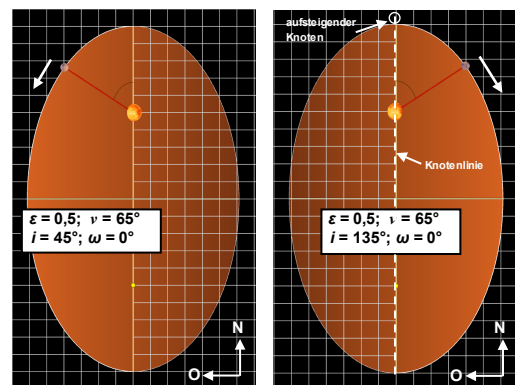 ε = 0,5; ν = 65°
i = 45°; ω = 0°
N
O
aufsteigender
Knoten
Knotenlinie
ε = 0,5; ν = 65°
i = 135°; ω = 0°
N
O